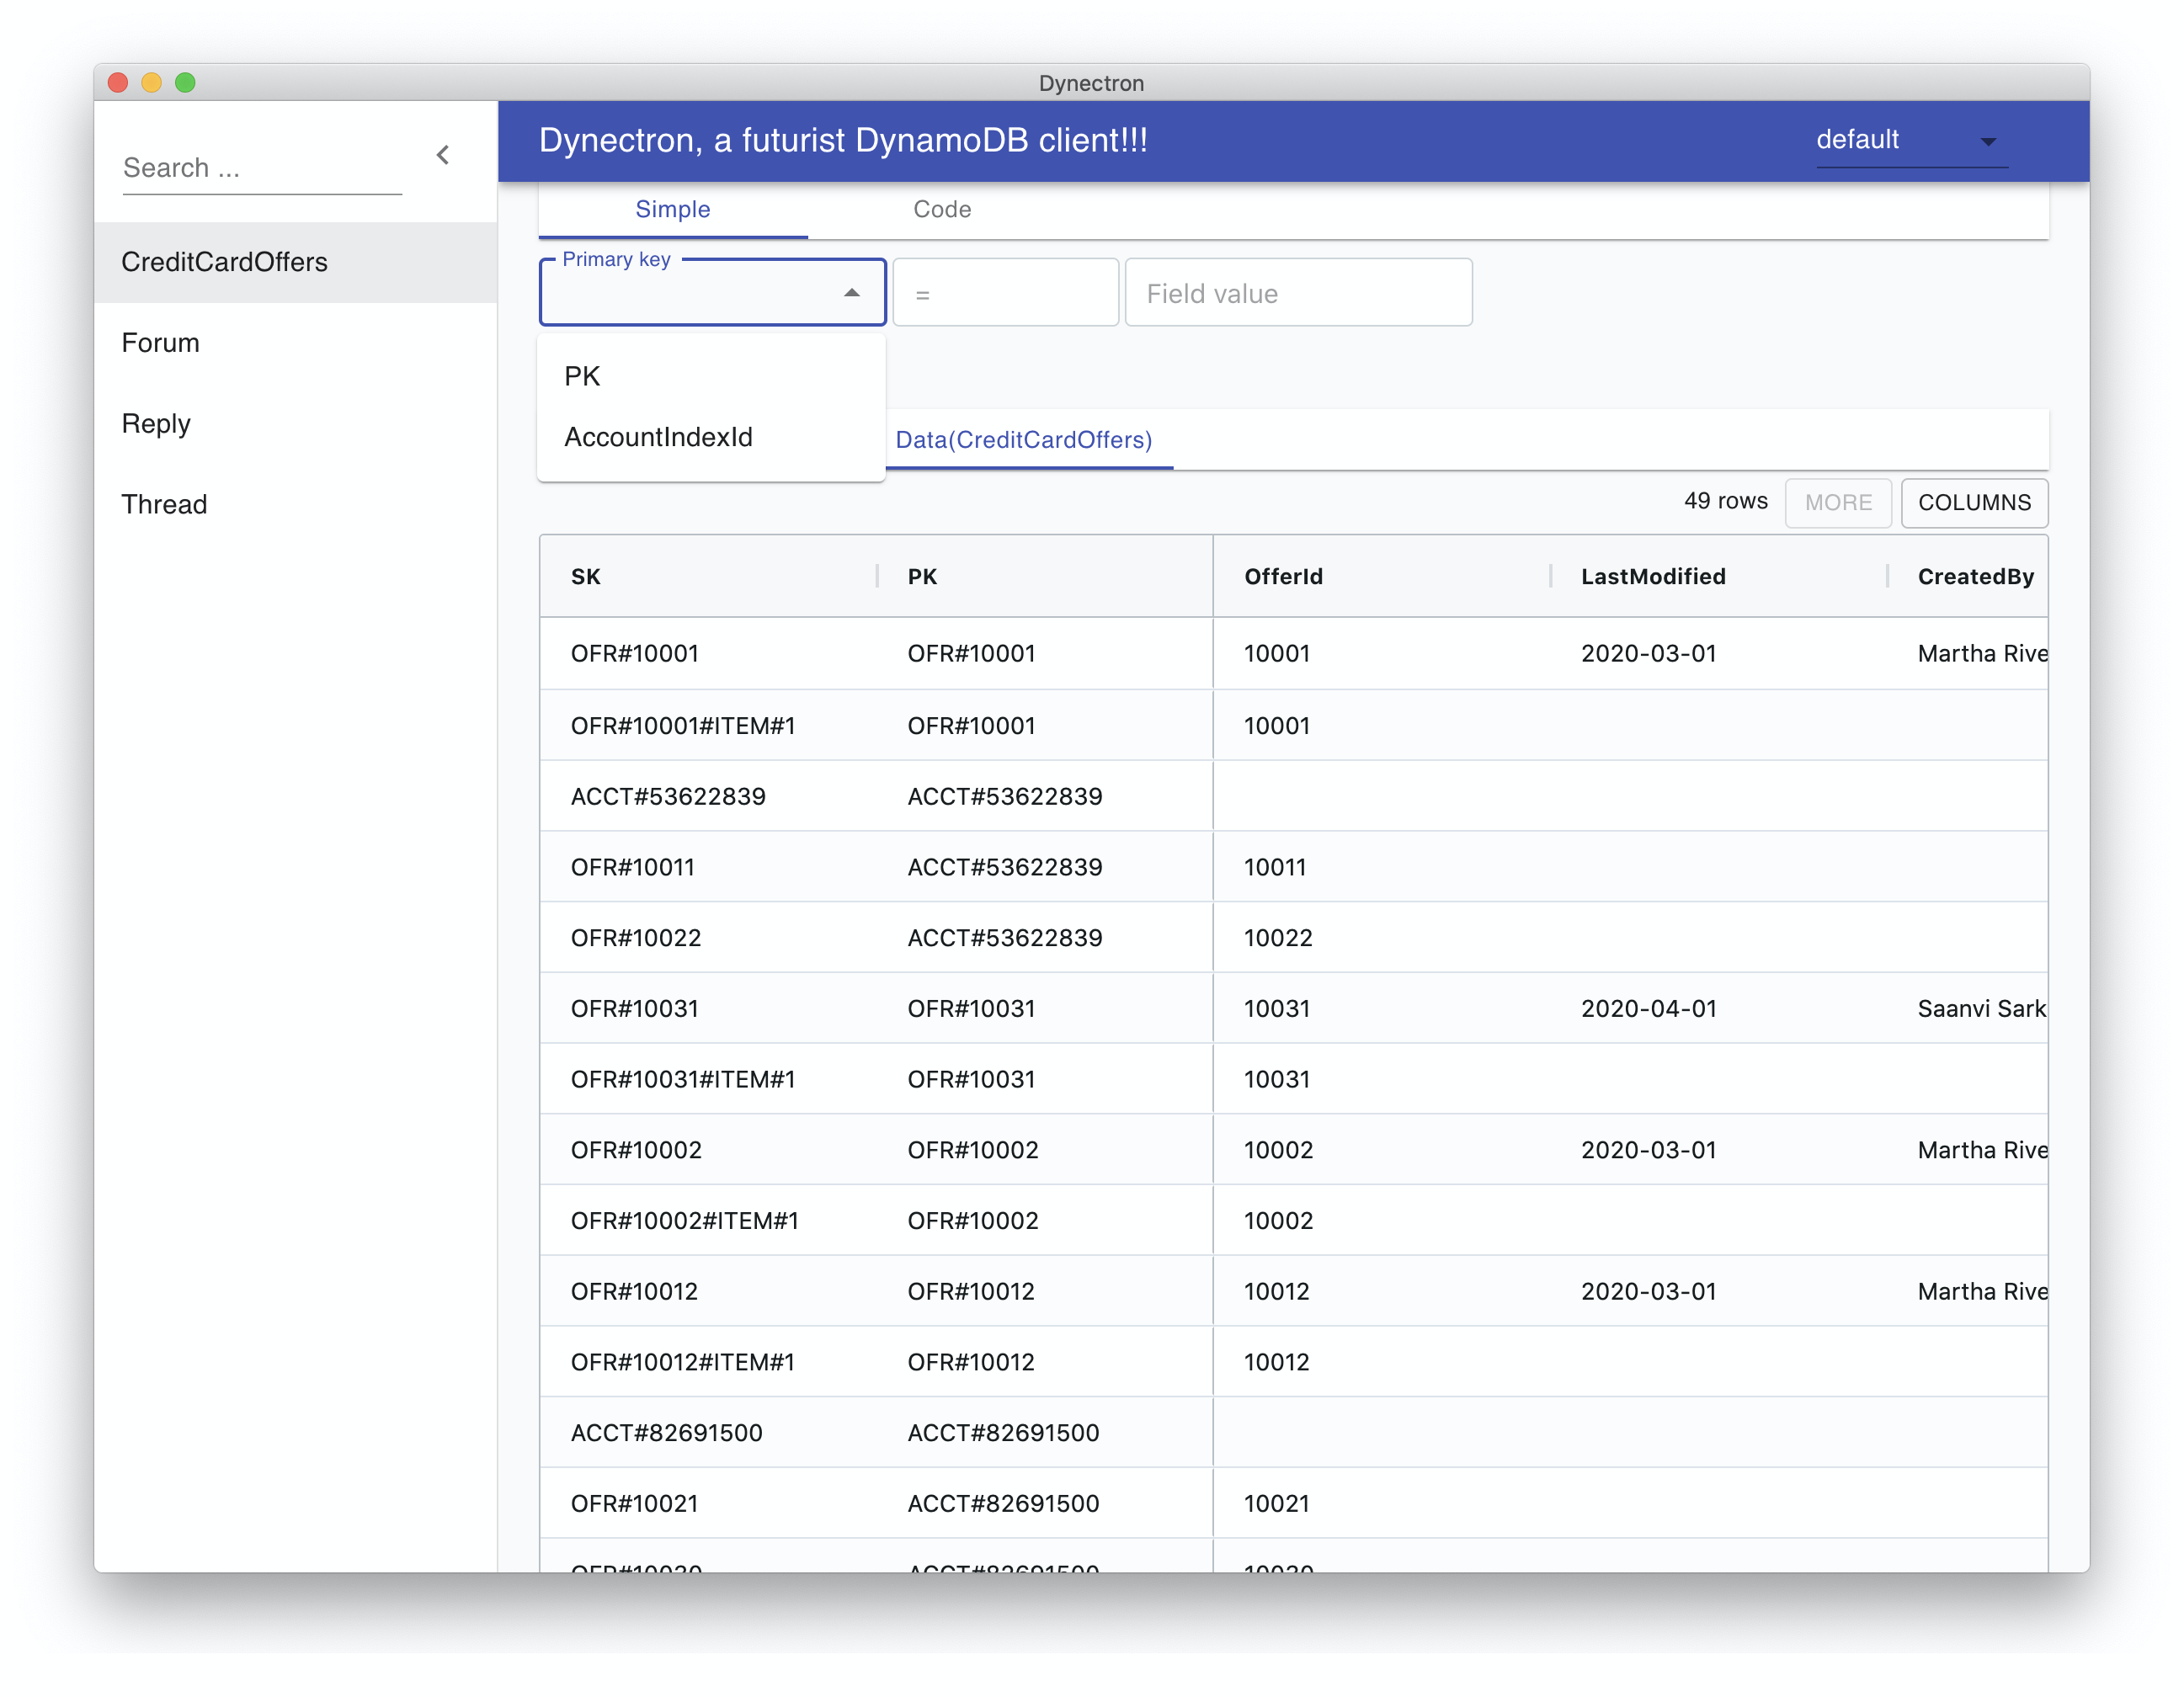 Dynectron
Search ...
Dynectron, a futurist DynamoDB client!!!
default
CreditCardOffers
Forum
Reply
Thread
Simple Code
Primary key
= Field value
PK
AccountIndexId
Data(CreditCardOffers)
49 rows MORE COLUMNS
SK PK OfferId LastModified CreatedBy
OFR#10001 OFR#10001 10001 2020-03-01 Martha Rive
OFR#10001#ITEM#1 OFR#10001 10001
ACCT#53622839 ACCT#53622839
OFR#10011 ACCT#53622839 10011
OFR#10022 ACCT#53622839 10022
OFR#10031 OFR#10031 10031 2020-04-01 Saanvi Sark
OFR#10031#ITEM#1 OFR#10031 10031
OFR#10002 OFR#10002 10002 2020-03-01 Martha Rive
OFR#10002#ITEM#1 OFR#10002 10002
OFR#10012 OFR#10012 10012 2020-03-01 Martha Rive
OFR#10012#ITEM#1 OFR#10012 10012
ACCT#82691500 ACCT#82691500
OFR#10021 ACCT#82691500 10021
OFR#10030 ACCT#82691500 10030